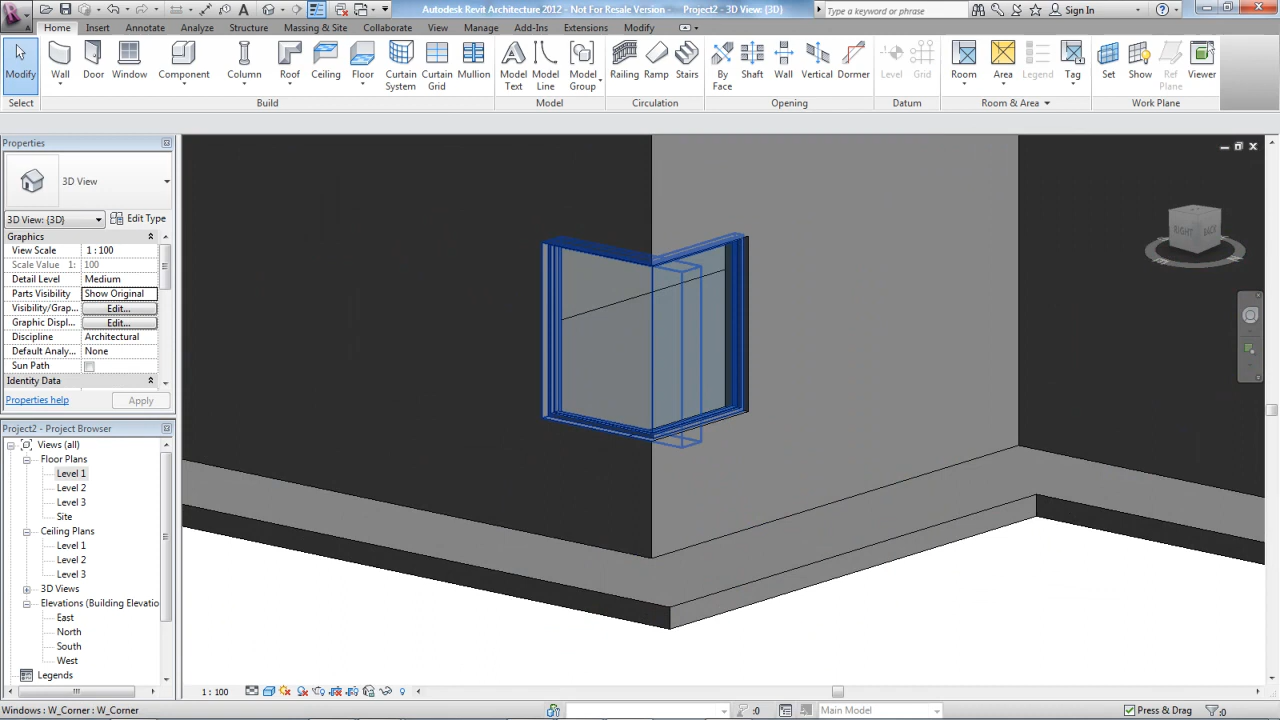 Autodesk Revit Architecture 2012 - Not For Resale Version - Project2 - 3D View: {3D}
Type a keyword or phrase
Sign In
Home Insert Annotate Analyze Structure Massing & Site Collaborate View Manage Add-Ins Extensions Modify
Modify Wall Door Window Component Column Roof Ceiling Floor Curtain System Curtain Grid Mullion Model Text Model Line Model Group Railing Ramp Stairs By Face Shaft Wall Vertical Dormer Level Grid Room Area Legend Tag Set Show Ref Plane Viewer
Select Build Model Circulation Opening Datum Room & Area Work Plane
Properties
3D View
3D View: {3D} Edit Type
Graphics
View Scale 1 : 100
Scale Value 1: 100
Detail Level Medium
Parts Visibility Show Original
Visibility/Grap... Edit...
Graphic Displ... Edit...
Discipline Architectural
Default Analy... None
Sun Path
Identity Data
Properties help Apply
Project2 - Project Browser
Views (all)
Floor Plans
Level 1
Level 2
Level 3
Site
Ceiling Plans
Level 1
Level 2
Level 3
3D Views
Elevations (Building Elevatio
East
North
South
West
Legends
RIGHT BACK
1 : 100
Windows : W_Corner : W_Corner
:0
Main Model
Press & Drag
:0